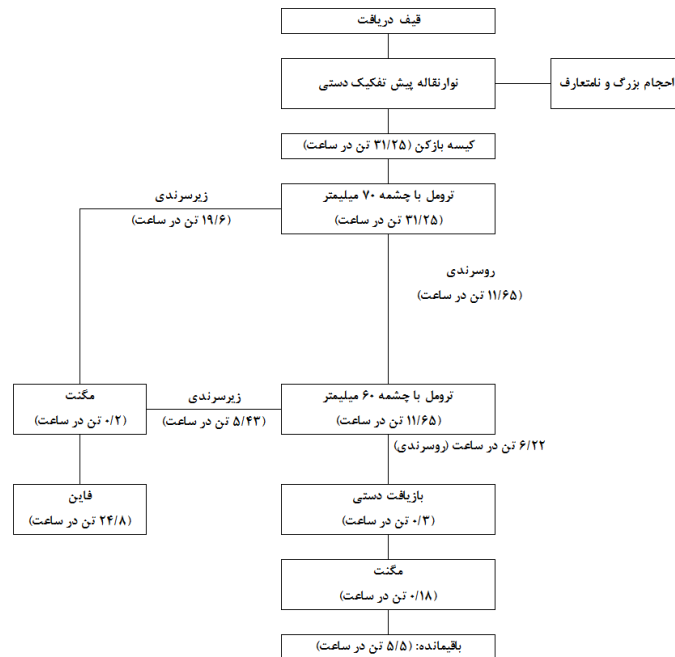 قیف دریافت
نوارنقاله پیش تفکیک دستی
احجام بزرگ و نامتعارف
کیسه بازکن (۳۱/۲۵ تن در ساعت)
ترومل با چشمه ۷۰ میلیمتر
(۳۱/۲۵ تن در ساعت)
زیرسرندی
(۱۹/۶ تن در ساعت)
روسرندی
(۱۱/۶۵ تن در ساعت)
ترومل با چشمه ۶۰ میلیمتر
(۱۱/۶۵ تن در ساعت)
زیرسرندی
(۵/۴۳ تن در ساعت)
مگنت
(۰/۲ تن در ساعت)
۶/۲۲ تن در ساعت (روسرندی)
بازیافت دستی
(۰/۳ تن در ساعت)
فاین
(۲۴/۸ تن در ساعت)
مگنت
(۰/۱۸ تن در ساعت)
باقیمانده: (۵/۵ تن در ساعت)